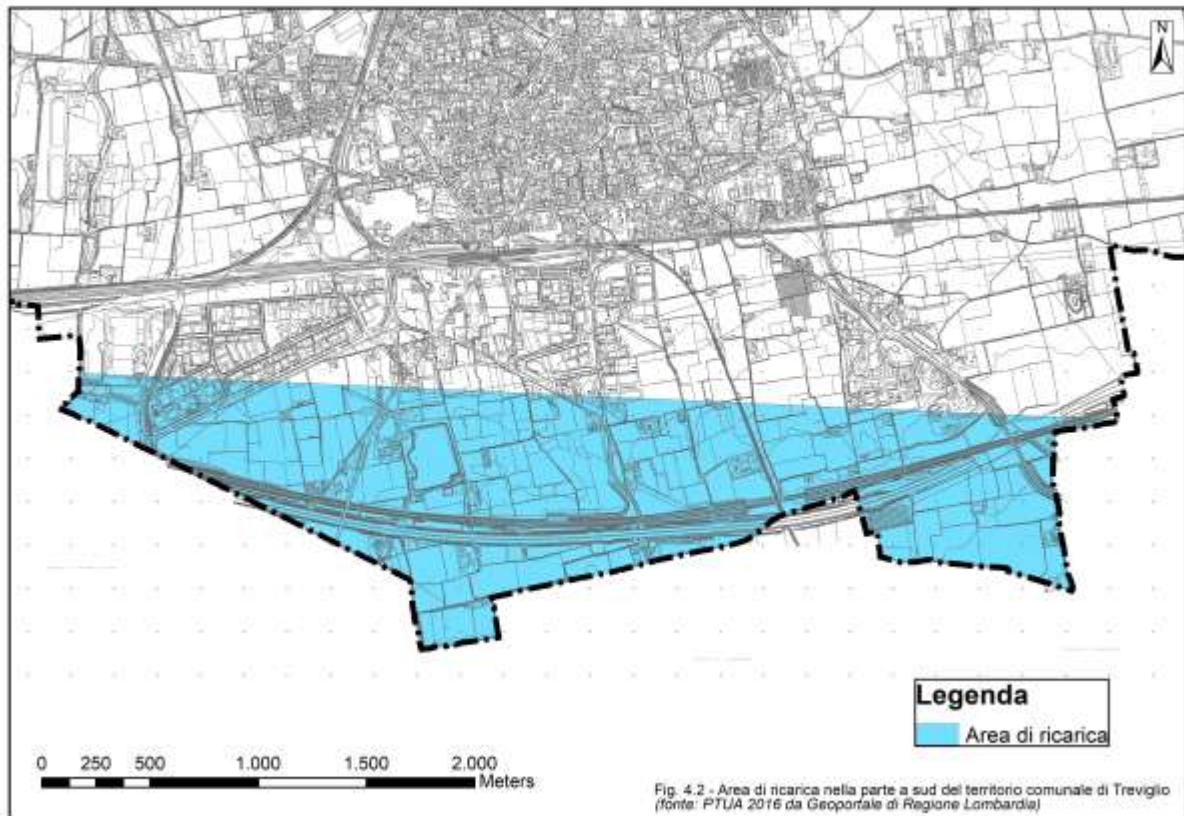 N
Legenda
Area di ricarica
0 250 500 1.000 1.500 2.000
Meters
Fig. 4.2 - Area di ricarica nella parte a sud del territorio comunale di Treviglio
(fonte: PTUA 2016 da Geoportale di Regione Lombardia)